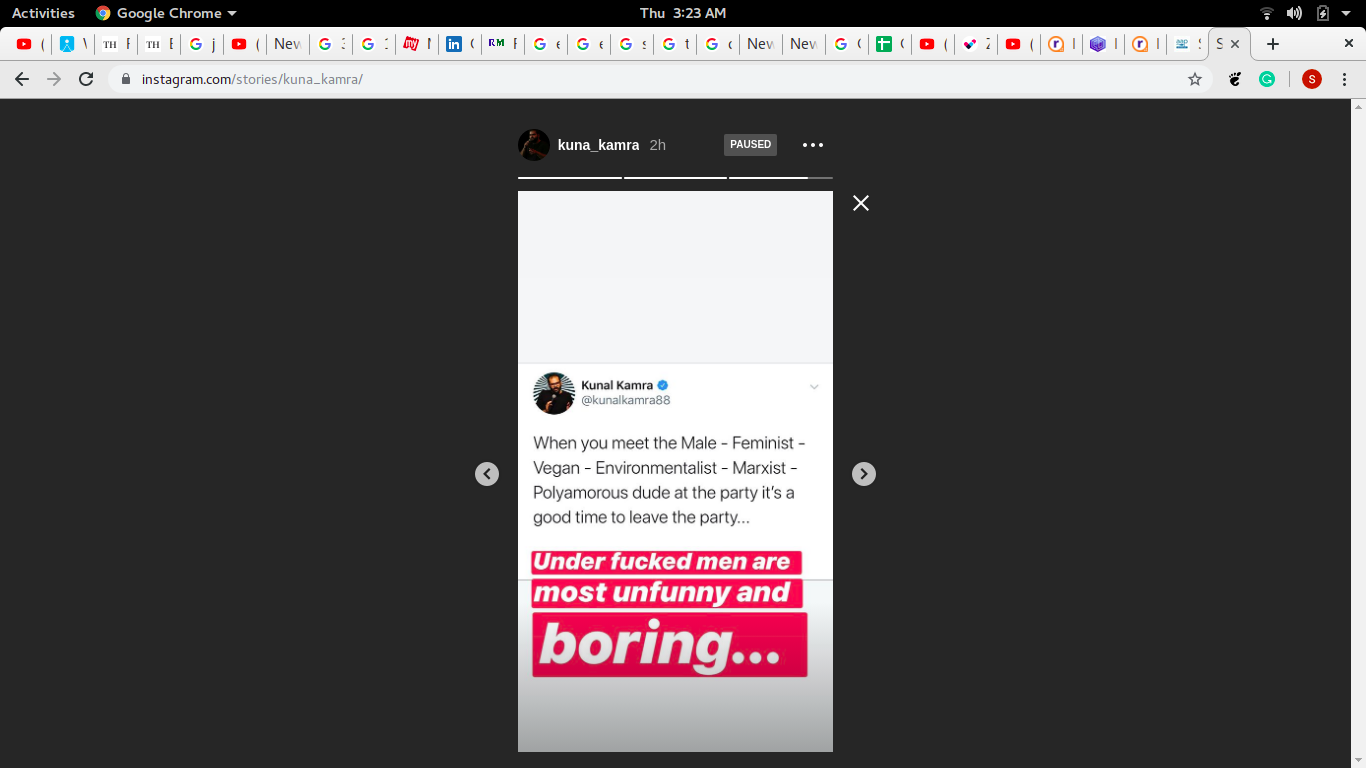 Activities Google Chrome Thu 3:23 AM
New New New
instagram.com/stories/kuna_kamra/ S
kuna_kamra 2h PAUSED
Kunal Kamra
@kunalkamra88
When you meet the Male - Feminist -
Vegan - Environmentalist - Marxist -
Polyamorous dude at the party it's a
good time to leave the party...
Under fucked men are
most unfunny and
boring...